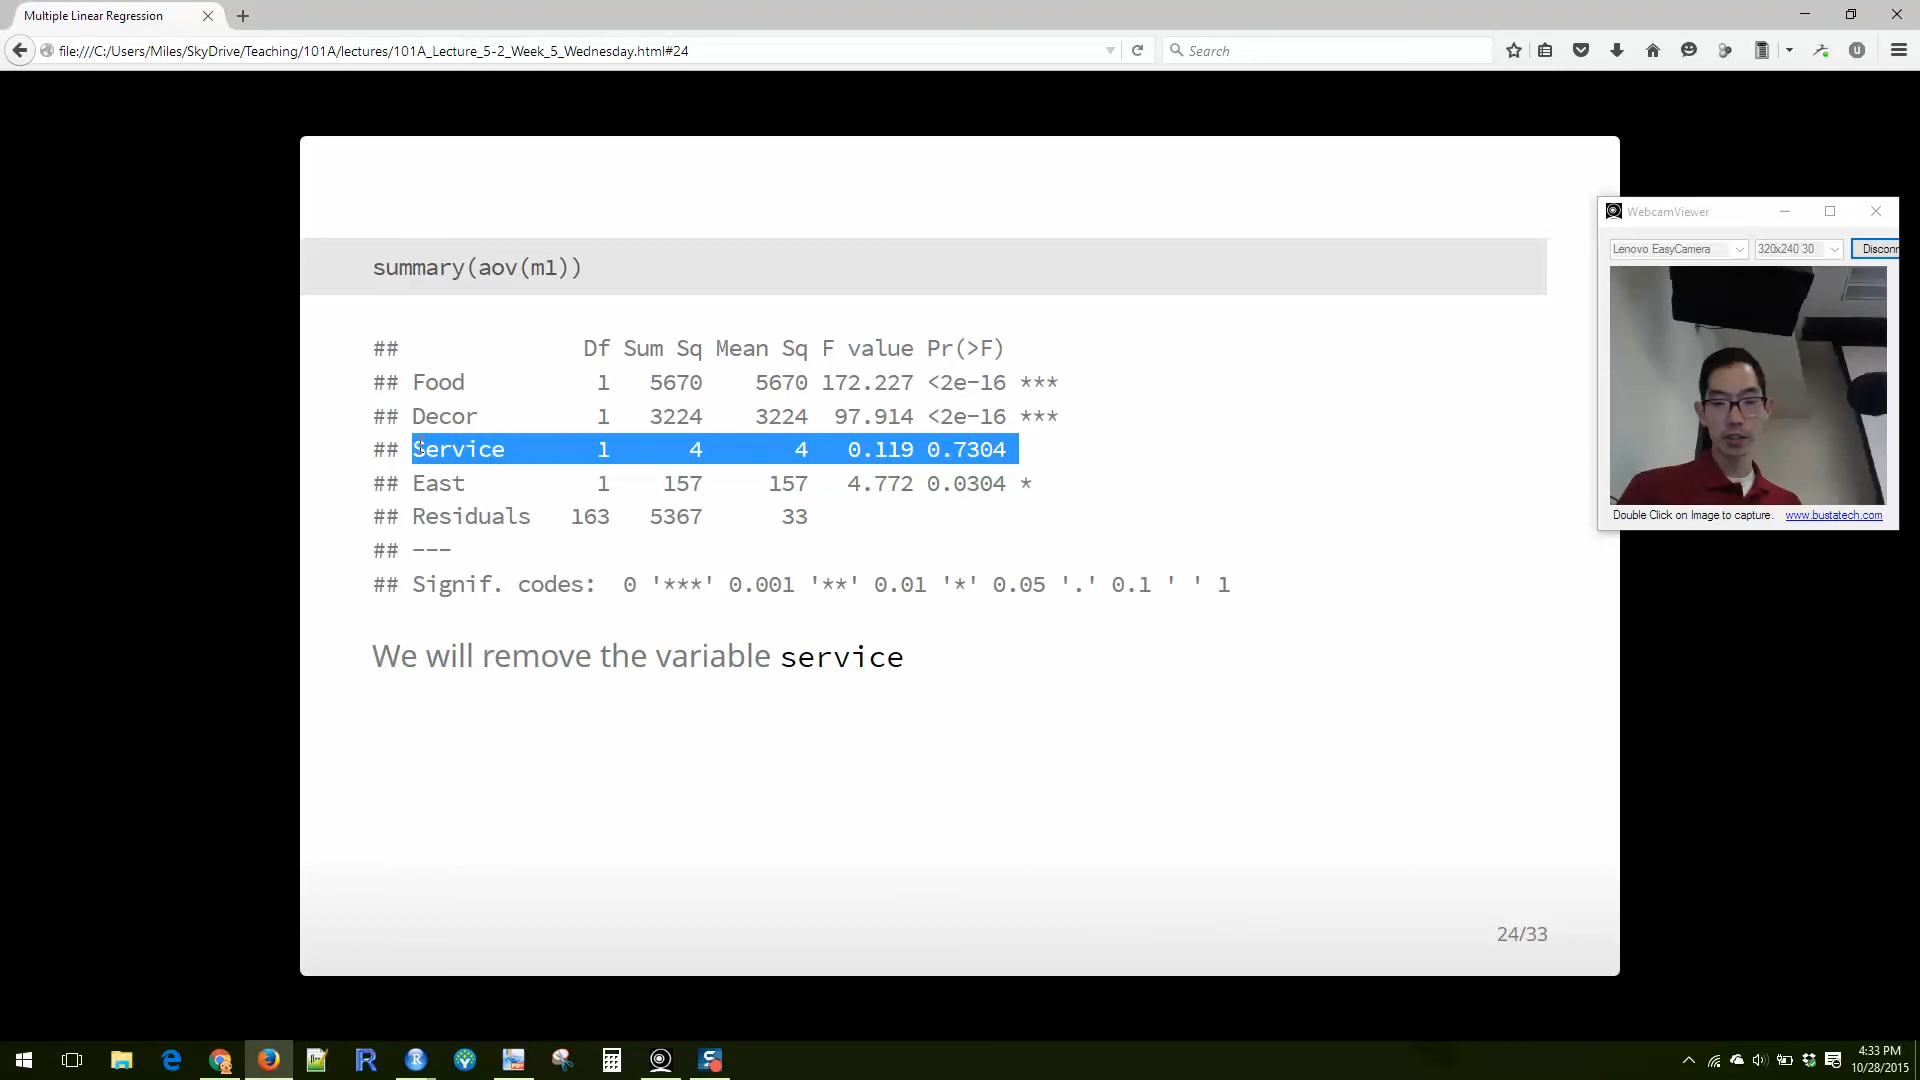 Multiple Linear Regression
file:///C:/Users/Miles/SkyDrive/Teaching/101A/lectures/101A_Lecture_5-2_Week_5_Wednesday.html#24
Search
summary(aov(m1))
##              Df Sum Sq Mean Sq F value Pr(>F)
## Food          1   5670    5670 172.227 <2e-16 ***
## Decor         1   3224    3224  97.914 <2e-16 ***
## Service       1      4       4   0.119 0.7304
## East          1    157     157   4.772 0.0304 *
## Residuals   163   5367      33
## ---
## Signif. codes:  0 '***' 0.001 '**' 0.01 '*' 0.05 '.' 0.1 ' ' 1
We will remove the variable service
24/33
WebcamViewer
Lenovo EasyCamera
320x240 30
Disconn
Double Click on Image to capture.
www.bustatech.com
4:33 PM
10/28/2015